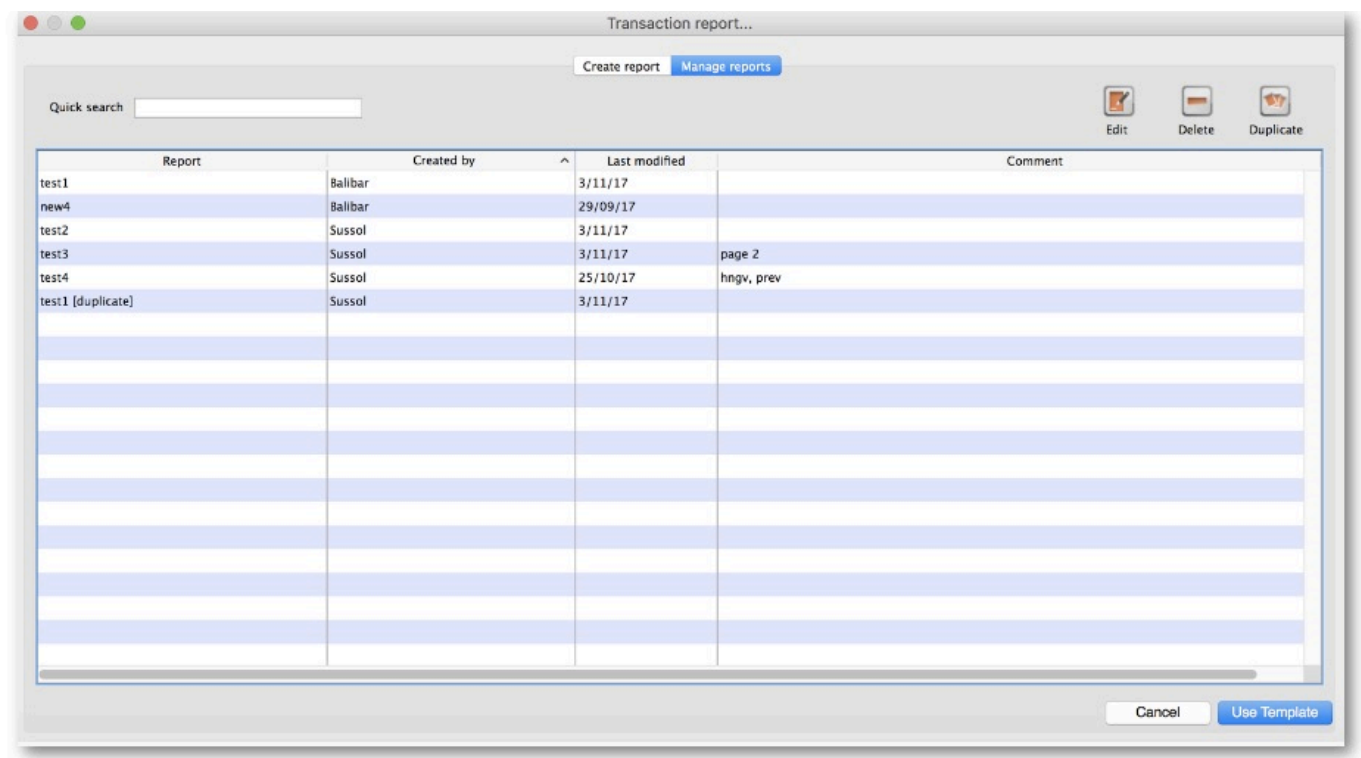 Transaction report...
Create report Manage reports
Quick search
Edit Delete Duplicate
Report Created by Last modified Comment
test1 Balibar 3/11/17
new4 Balibar 29/09/17
test2 Sussol 3/11/17
test3 Sussol 3/11/17 page 2
test4 Sussol 25/10/17 hngv, prev
test1 [duplicate] Sussol 3/11/17
Cancel Use Template